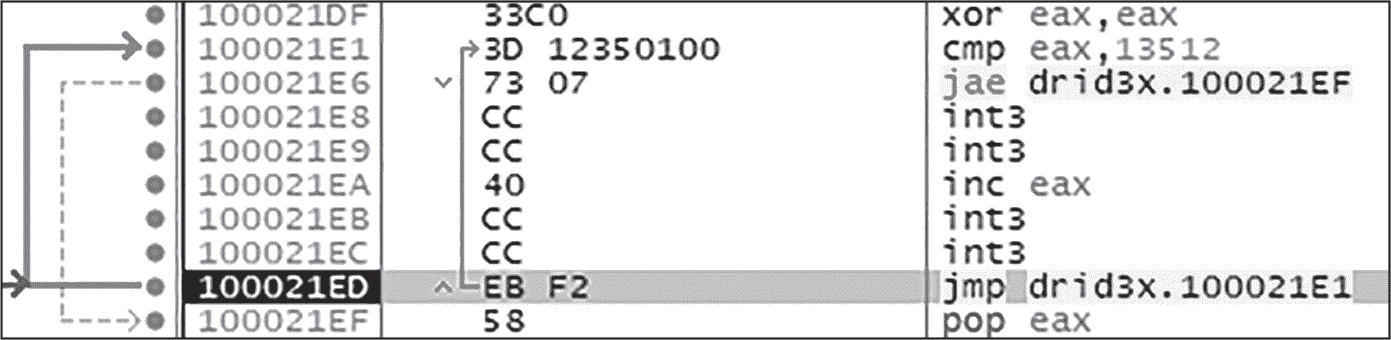 100021DF 33C0 xor eax,eax
100021E1 3D 12350100 cmp eax,13512
100021E6 73 07 jae drid3x.100021EF
100021E8 CC int3
100021E9 CC int3
100021EA 40 inc eax
100021EB CC int3
100021EC CC int3
100021ED EB F2 jmp drid3x.100021E1
100021EF 58 pop eax